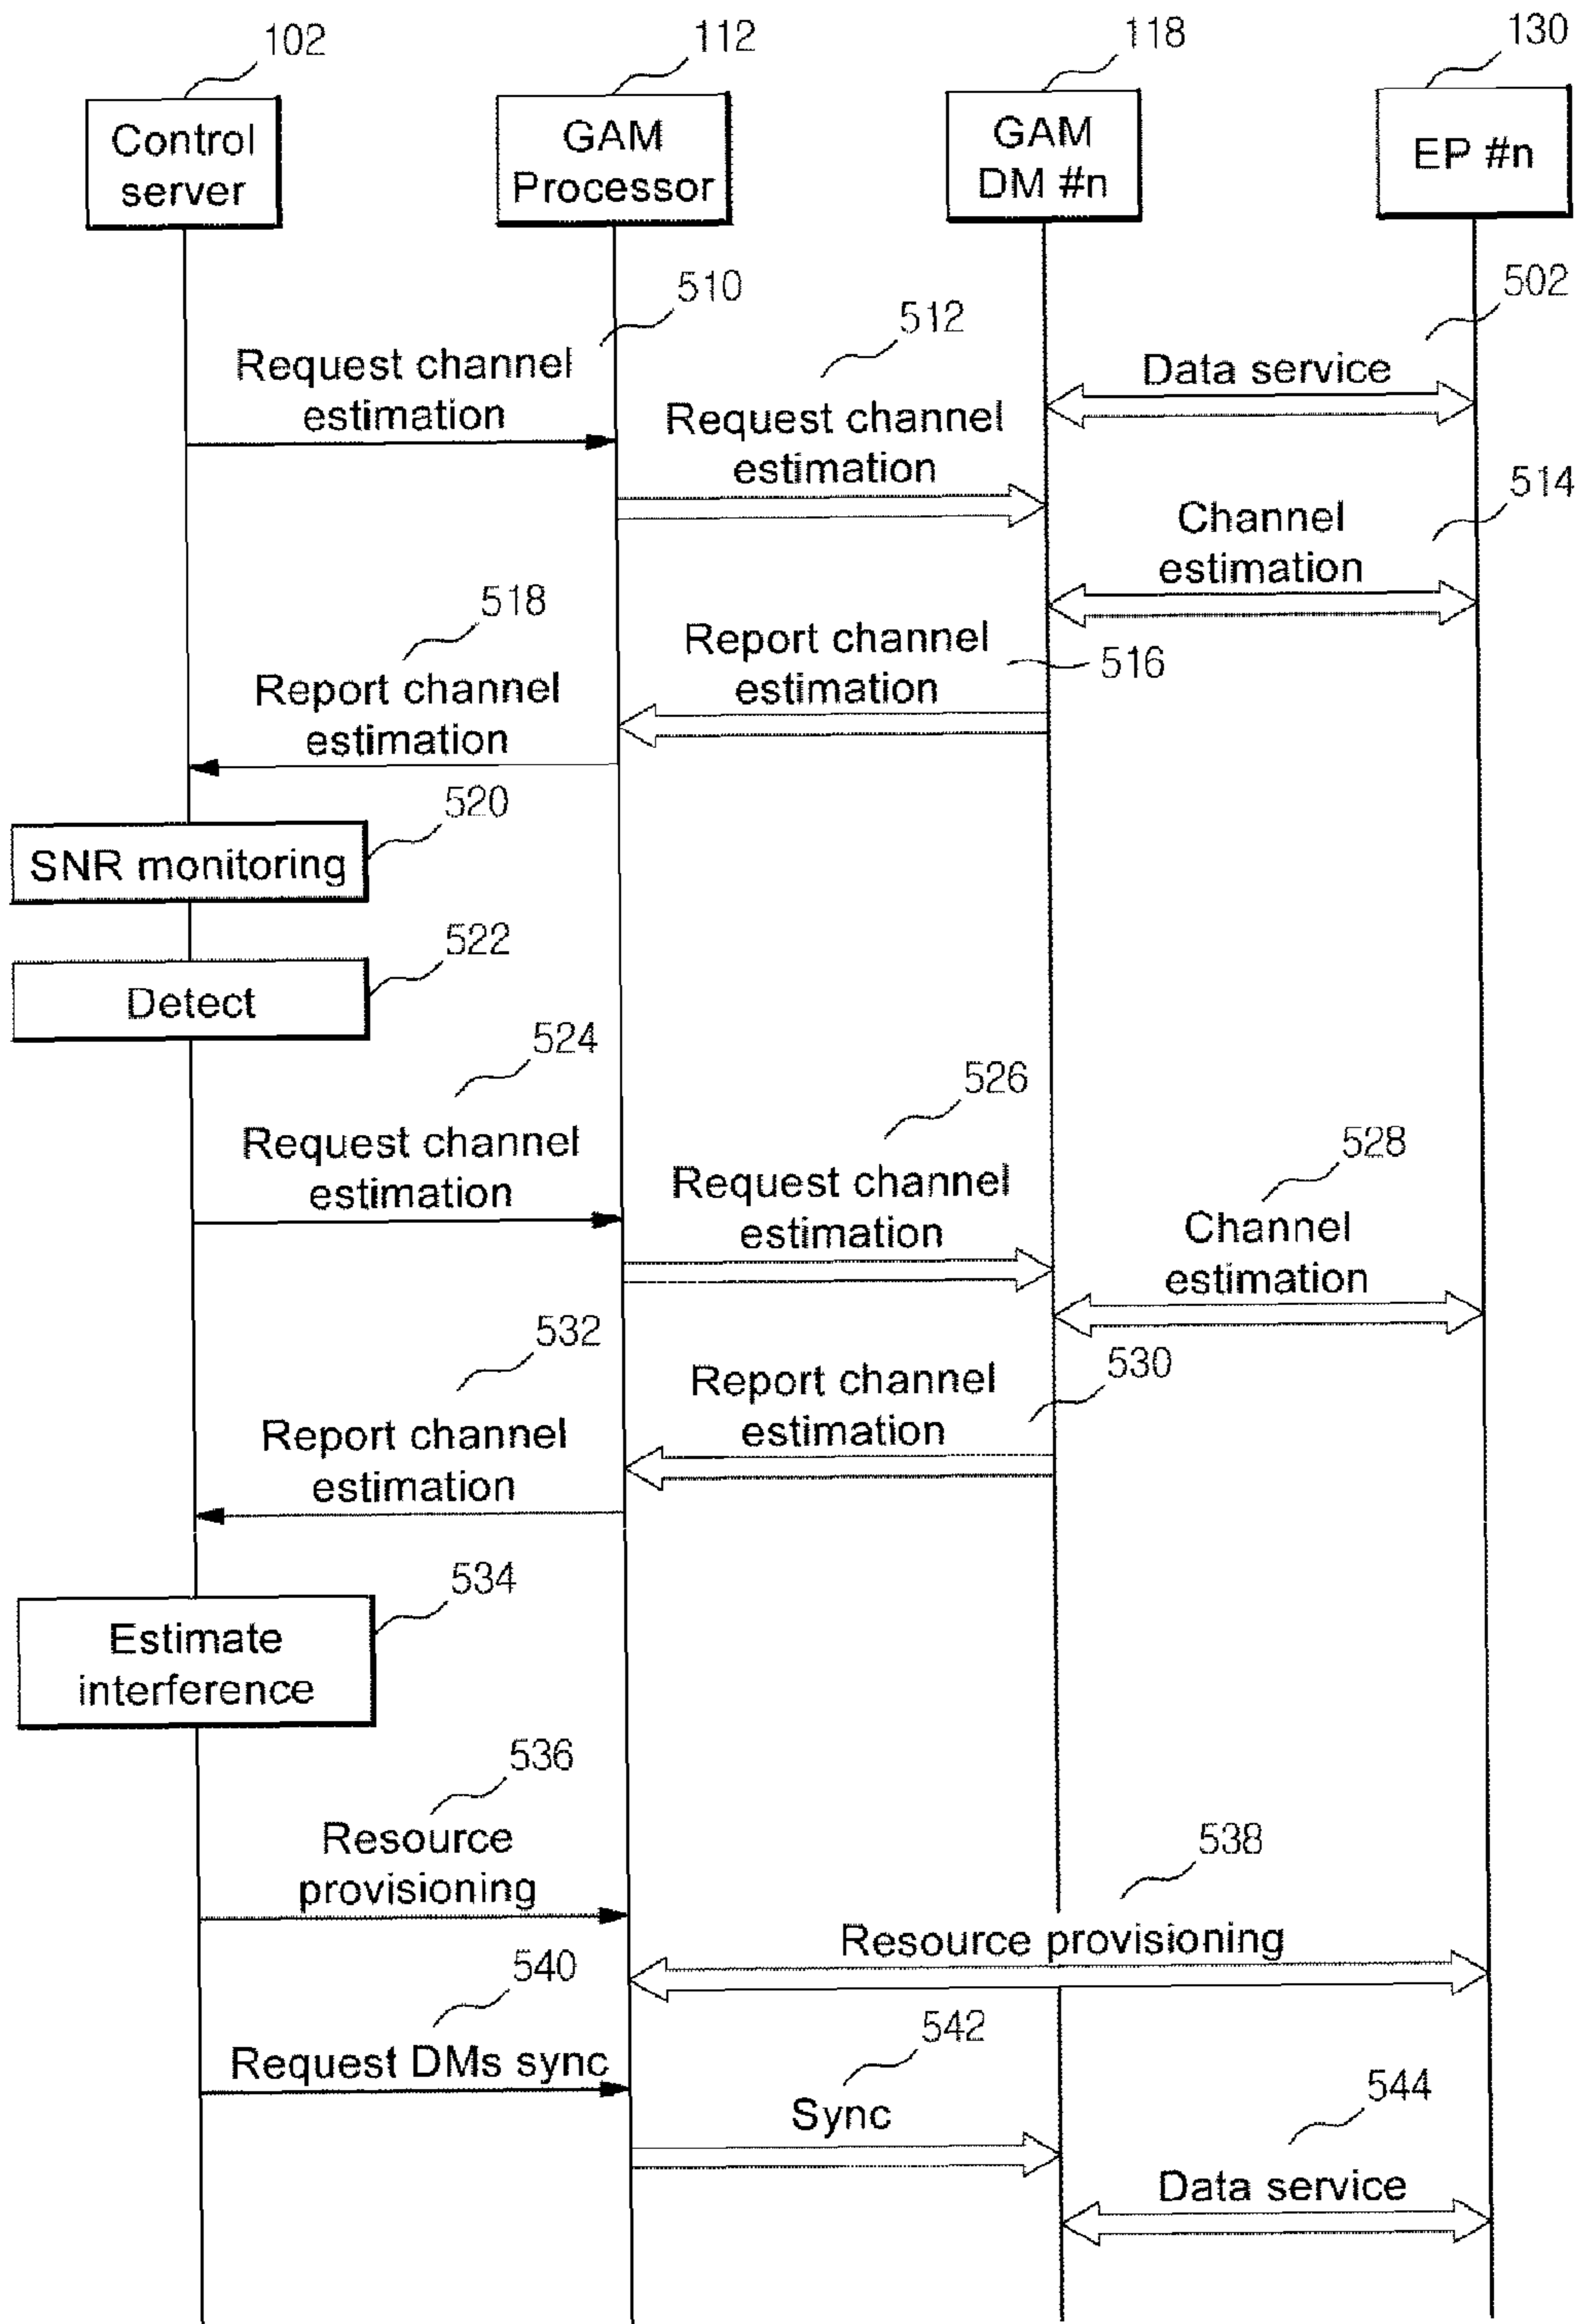 102
112
118
130
Control
server
GAM
Processor
GAM
DM #n
EP #n
510
502
512
Request channel
estimation
Data service
Request channel
estimation
514
Channel
estimation
518
Report channel
estimation
516
Report channel
estimation
520
SNR monitoring
522
Detect
524
526
Request channel
estimation
528
Request channel
estimation
Channel
estimation
532
530
Report channel
estimation
Report channel
estimation
534
Estimate
interference
536
Resource
provisioning
538
Resource provisioning
540
Request DMs sync
542
Sync
544
Data service